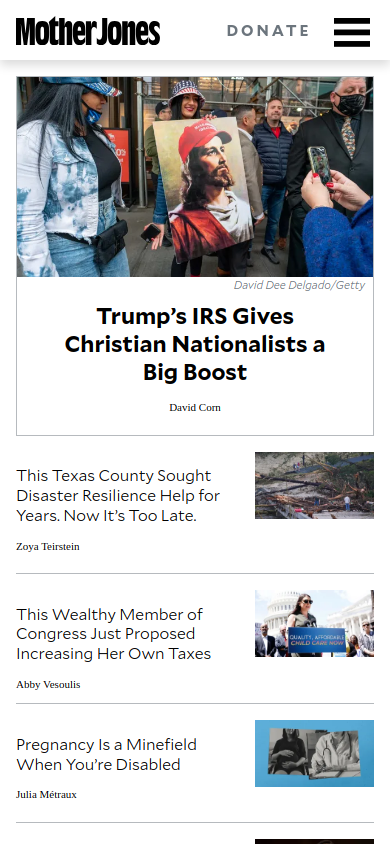 Mother Jones
DONATE
David Dee Delgado/Getty
Trump's IRS Gives
Christian Nationalists a
Big Boost
David Corn
This Texas County Sought
Disaster Resilience Help for
Years. Now It's Too Late.
Zoya Teirstein
This Wealthy Member of
Congress Just Proposed
Increasing Her Own Taxes
QUALITY, AFFORDABLE
CHILD CARE NOW
Abby Vesoulis
Pregnancy Is a Minefield
When You're Disabled
Julia Métraux